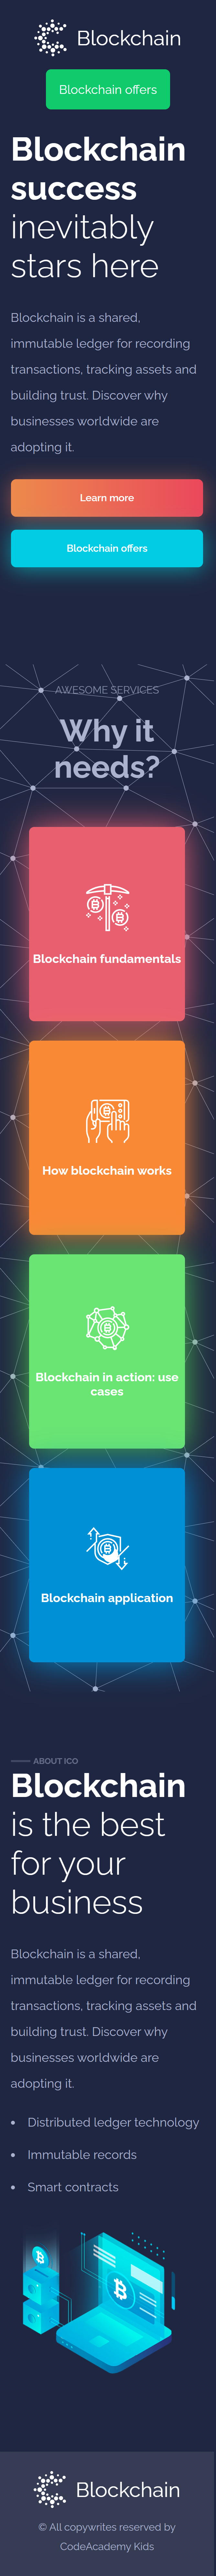 Blockchain
Blockchain offers
Blockchain
success
inevitably
stars here
Blockchain is a shared,
immutable ledger for recording
transactions, tracking assets and
building trust. Discover why
businesses worldwide are
adopting it.
Learn more
Blockchain offers
AWESOME SERVICES
Why it
needs?
Blockchain fundamentals
How blockchain works
Blockchain in action: use
cases
Blockchain application
ABOUT ICO
Blockchain
is the best
for your
business
Blockchain is a shared,
immutable ledger for recording
transactions, tracking assets and
building trust. Discover why
businesses worldwide are
adopting it.
• Distributed ledger technology
• Immutable records
• Smart contracts
Blockchain
© All copywrites reserved by
CodeAcademy Kids